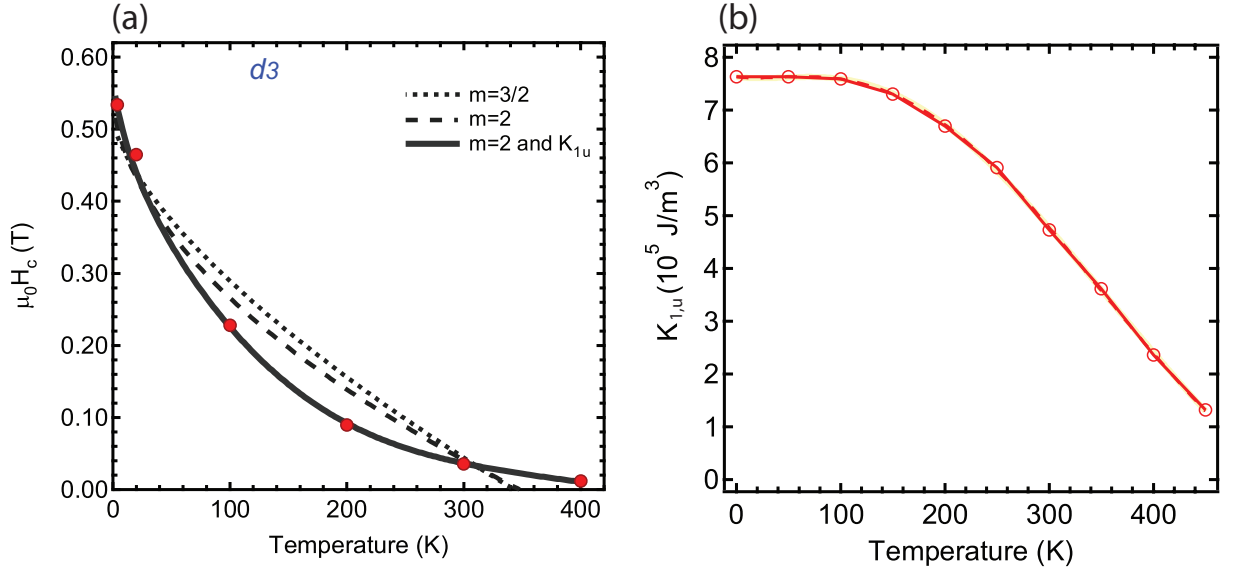 (a)
d3
m=3/2
m=2
m=2 and K1u
0.60
0.50
0.40
0.30
0.20
0.10
0.00
μ0Hc (T)
0
100
200
300
400
Temperature (K)
(b)
8
7
6
5
4
3
2
1
0
K1,u (10^5 J/m^3)
0
100
200
300
400
Temperature (K)